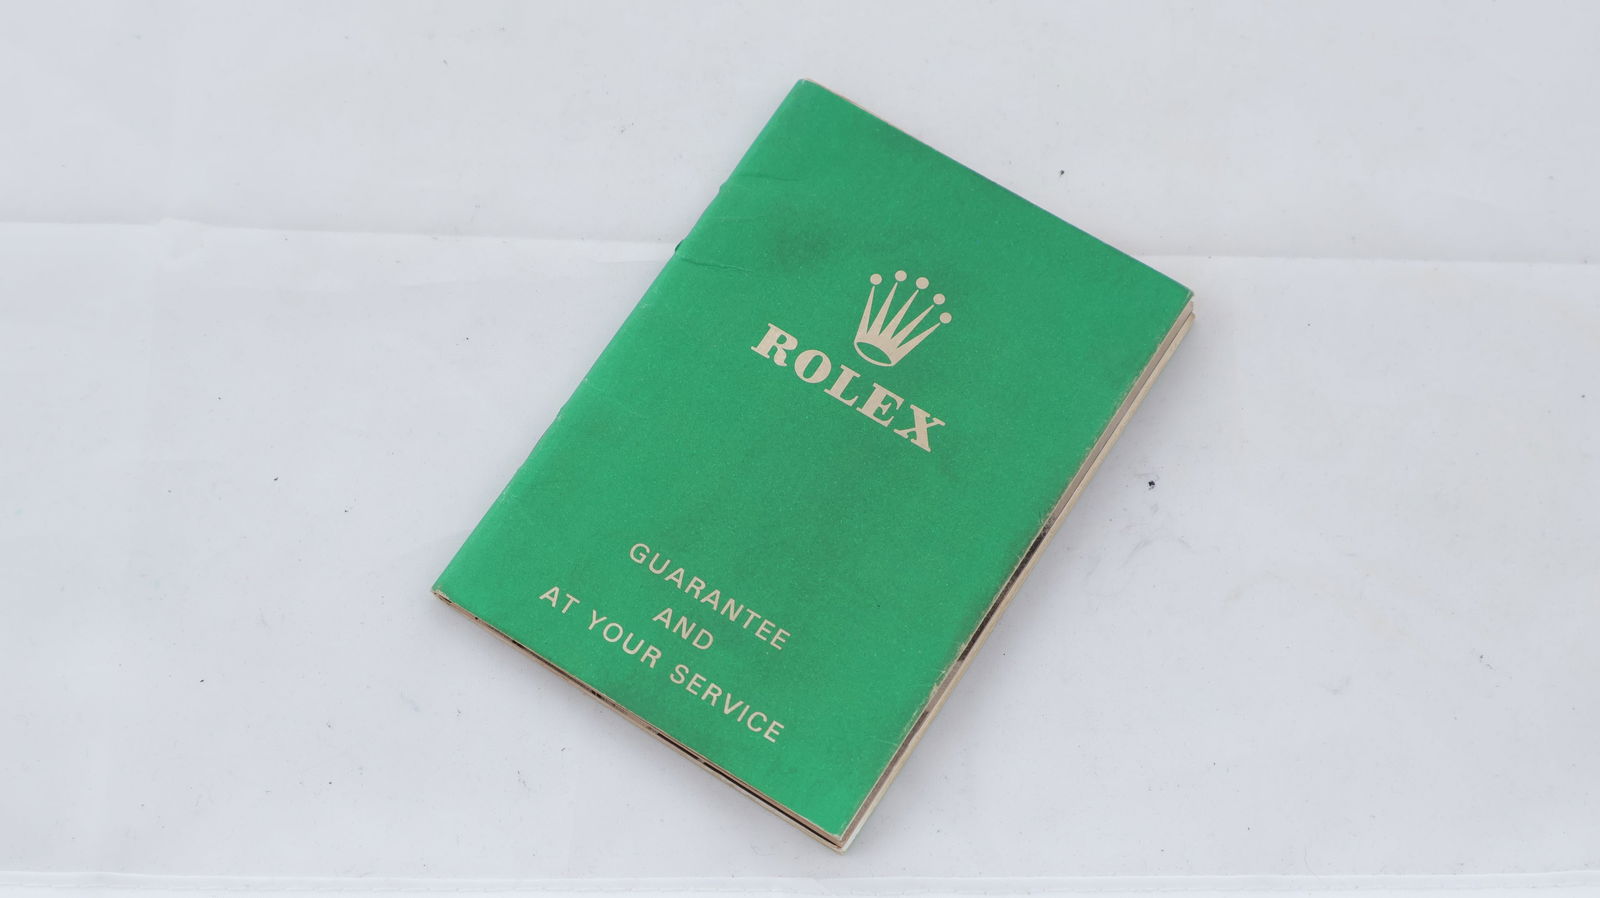 ROLEX
GUARANTEE
AND
AT YOUR SERVICE